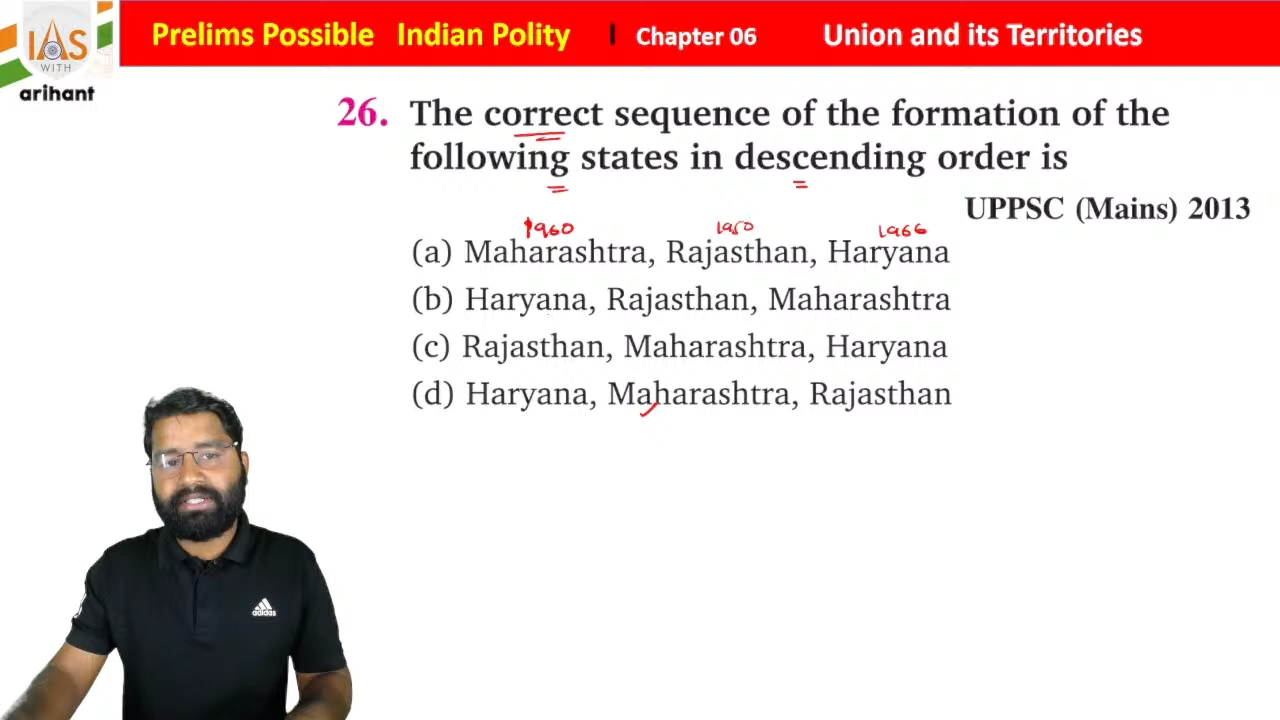 IAS
WITH
arihant
Prelims Possible Indian Polity | Chapter 06 Union and its Territories
26. The correct sequence of the formation of the
following states in descending order is
UPPSC (Mains) 2013
1960 1950 1966
(a) Maharashtra, Rajasthan, Haryana
(b) Haryana, Rajasthan, Maharashtra
(c) Rajasthan, Maharashtra, Haryana
(d) Haryana, Maharashtra, Rajasthan
adidas